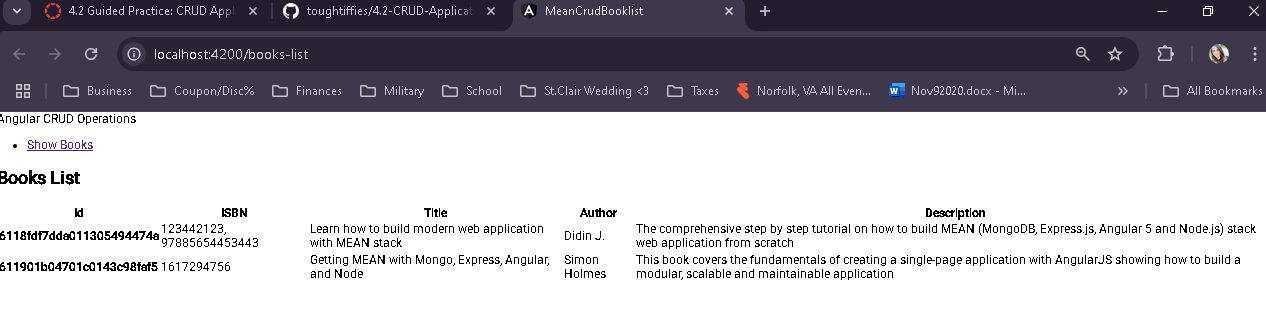 4.2 Guided Practice: CRUD Appl
toughtiffies/4.2-CRUD-Applicat
MeanCrudBooklist
localhost:4200/books-list
Business
Coupon/Disc%
Finances
Military
School
St.Clair Wedding <3
Taxes
Norfolk, VA All Even...
Nov92020.docx - Mi...
All Bookmarks
Angular CRUD Operations
Show Books
Books List
Id ISBN Title Author Description
6118fdf7dda011305494474a 123442123, 97885654453443 Learn how to build modern web application with MEAN stack Didin J. The comprehensive step by step tutorial on how to build MEAN (MongoDB, Express.js, Angular 5 and Node.js) stack web application from scratch
611901b04701c0143c98faf5 1617294756 Getting MEAN with Mongo, Express, Angular, and Node Simon Holmes This book covers the fundamentals of creating a single-page application with AngularJS showing how to build a modular, scalable and maintainable application